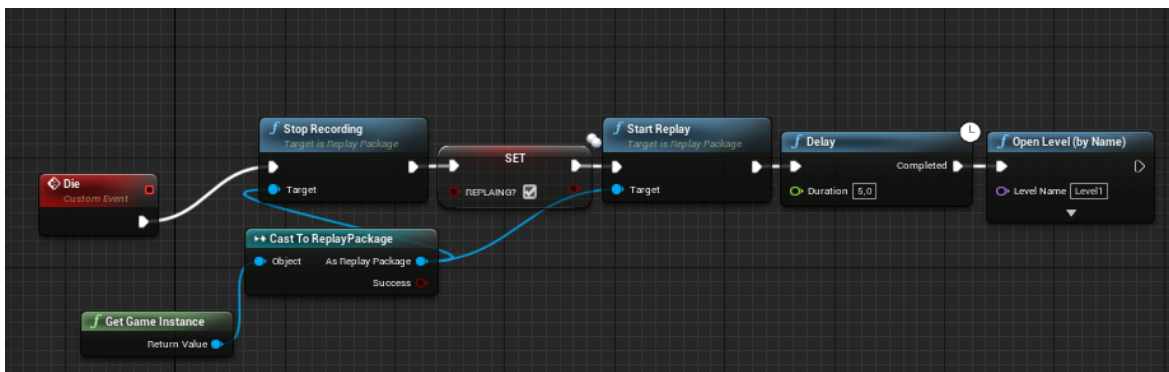 Die
Custom Event
Stop Recording
Target is Replay Package
Target
SET
REPLAING?
Start Replay
Target is Replay Package
Target
Delay
Completed
Duration 5,0
Open Level (by Name)
Level Name Level1
Cast To ReplayPackage
Object As Replay Package
Success
Get Game Instance
Return Value